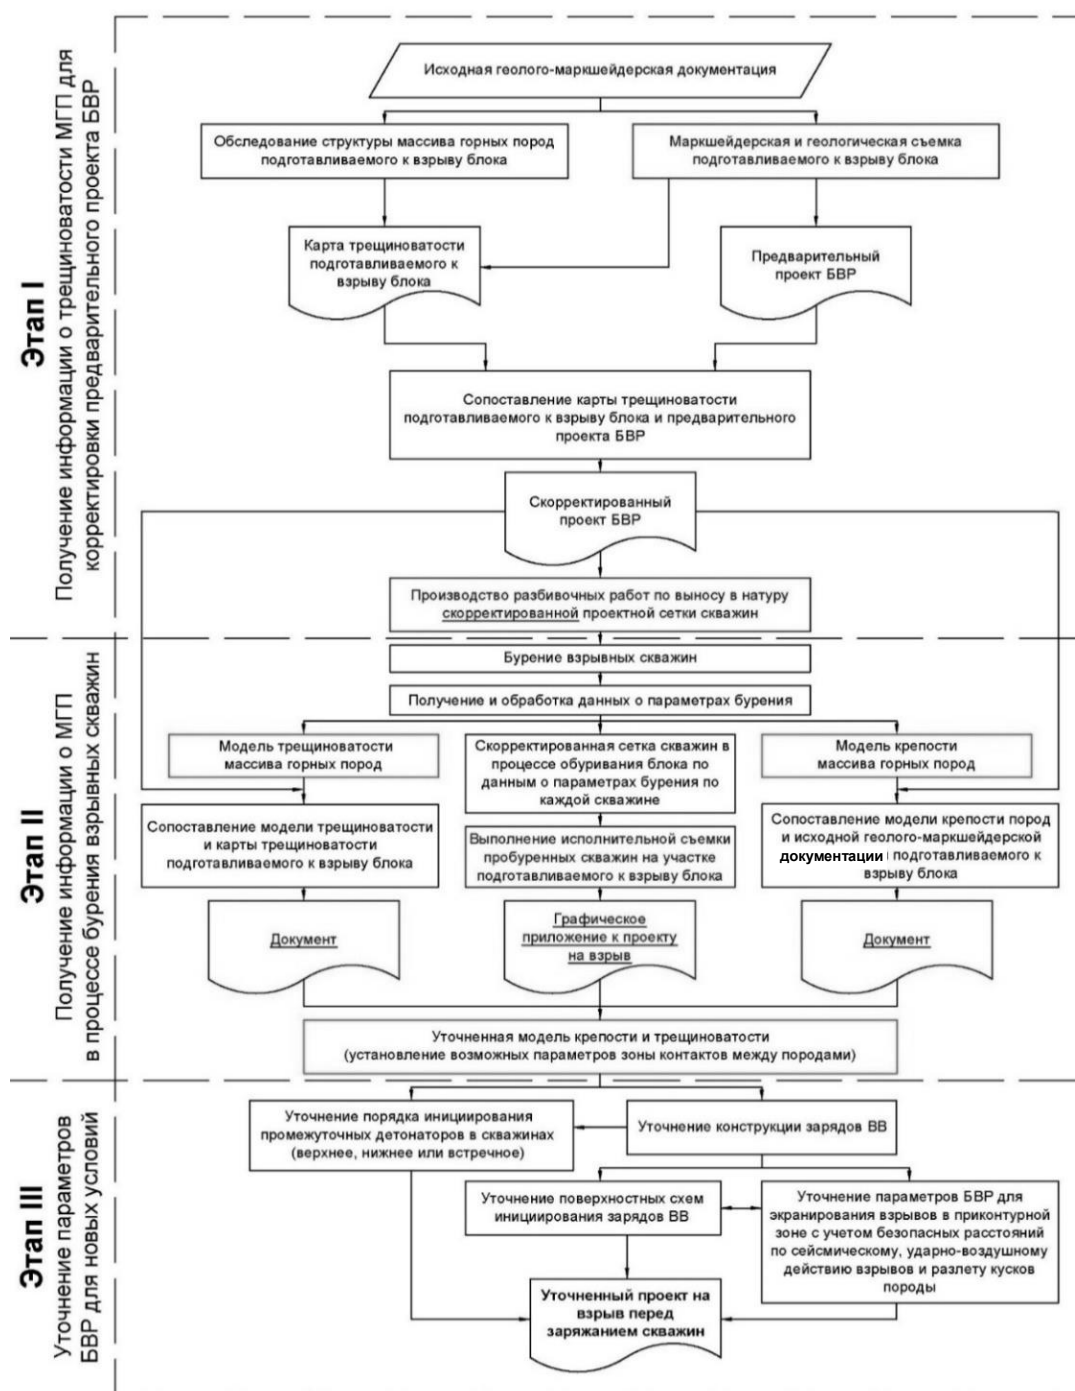 Этап I
Получение информации о трещиноватости МГП для
корректировки предварительного проекта БВР
Исходная геолого-маркшейдерская документация
Обследование структуры массива горных пород
подготавливаемого к взрыву блока
Маркшейдерская и геологическая съемка
подготавливаемого к взрыву блока
Карта трещиноватости
подготавливаемого к
взрыву блока
Предварительный
проект БВР
Сопоставление карты трещиноватости
подготавливаемого к взрыву блока и предварительного
проекта БВР
Скорректированный
проект БВР
Производство разбивочных работ по выносу в натуру
скорректированной проектной сетки скважин
Этап II
Получение информации о МГП
в процессе бурения взрывных скважин
Бурение взрывных скважин
Получение и обработка данных о параметрах бурения
Модель трещиноватости
массива горных пород
Скорректированная сетка скважин в
процессе обуривания блока по
данным о параметрах бурения по
каждой скважине
Модель крепости
массива горных пород
Сопоставление модели трещиноватости
и карты трещиноватости
подготавливаемого к взрыву блока
Выполнение исполнительной съемки
пробуренных скважин на участке
подготавливаемого к взрыву блока
Сопоставление модели крепости пород
и исходной геолого-маркшейдерской
документации подготавливаемого к
взрыву блока
Документ
Графическое
приложение к проекту
на взрыв
Документ
Уточненная модель крепости и трещиноватости
(установление возможных параметров зоны контактов между породами)
Этап III
Уточнение параметров
БВР для новых условий
Уточнение порядка инициирования
промежуточных детонаторов в скважинах
(верхнее, нижнее или встречное)
Уточнение конструкции зарядов ВВ
Уточнение поверхностных схем
инициирования зарядов ВВ
Уточнение параметров БВР для
экранирования взрывов в приконтурной
зоне с учетом безопасных расстояний
по сейсмическому, ударно-воздушному
действию взрывов и разлету кусков
породы
Уточненный проект на
взрыв перед
заряжанием скважин